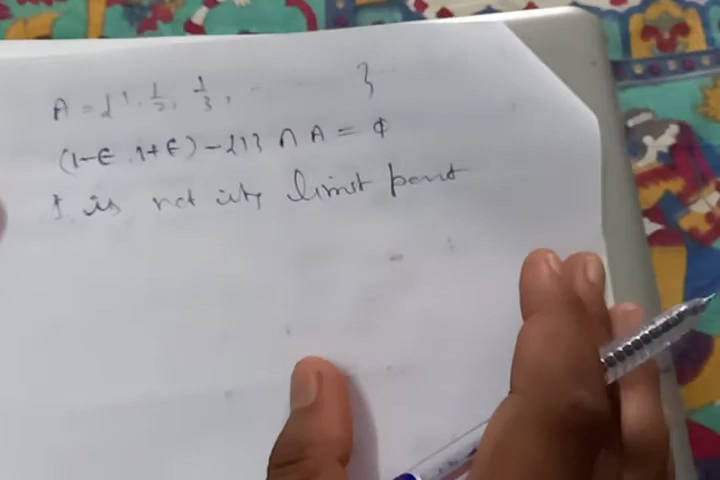 A = { 1, 1/2, 1/3, ------ }
(1-ϵ, 1+ϵ) - {1} ∩ A = ϕ
1 is not its limit point